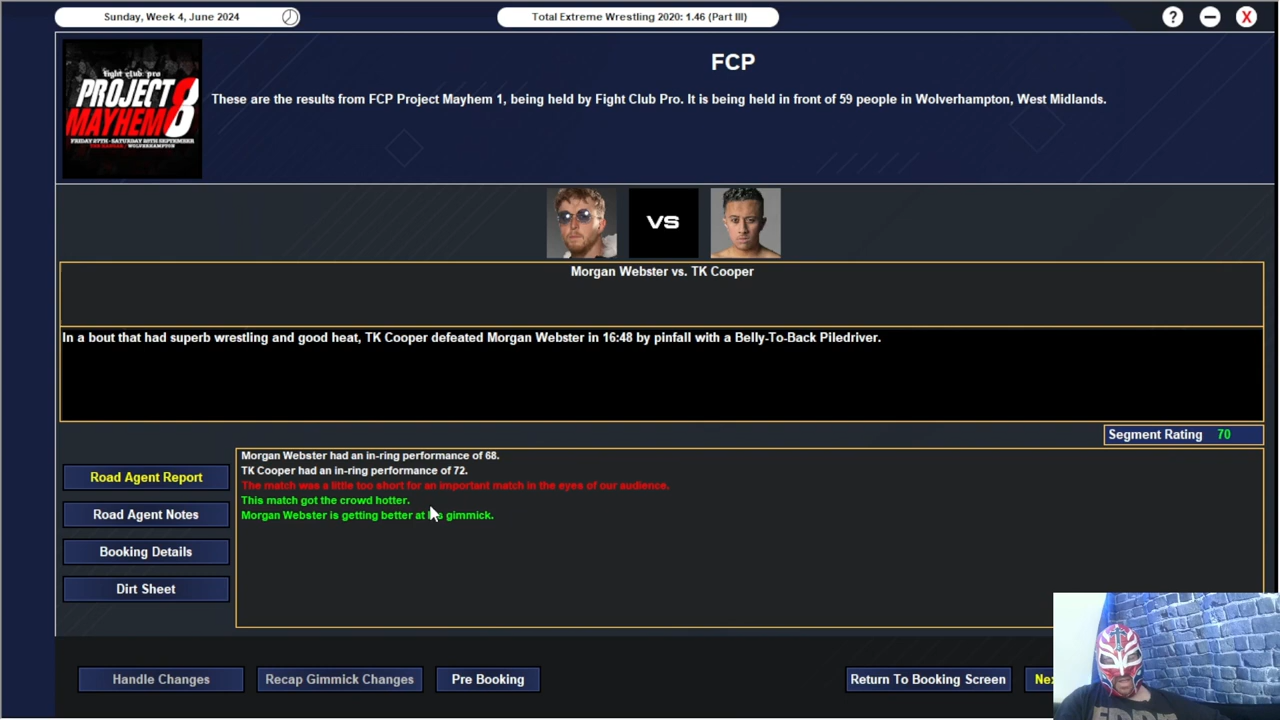 Sunday, Week 4, June 2024
Total Extreme Wrestling 2020: 1.46 (Part III)
? X
fight club pro
PROJECT
MAYHEM 8
FCP
These are the results from FCP Project Mayhem 1, being held by Fight Club Pro. It is being held in front of 59 people in Wolverhampton, West Midlands.
VS
Morgan Webster vs. TK Cooper
In a bout that had superb wrestling and good heat, TK Cooper defeated Morgan Webster in 16:48 by pinfall with a Belly-To-Back Piledriver.
Segment Rating 70
Road Agent Report
Road Agent Notes
Booking Details
Dirt Sheet
Morgan Webster had an in-ring performance of 68.
TK Cooper had an in-ring performance of 72.
The match was a little too short for an important match in the eyes of our audience.
This match got the crowd hotter.
Morgan Webster is getting better at gimmick.
Handle Changes
Recap Gimmick Changes
Pre Booking
Return To Booking Screen